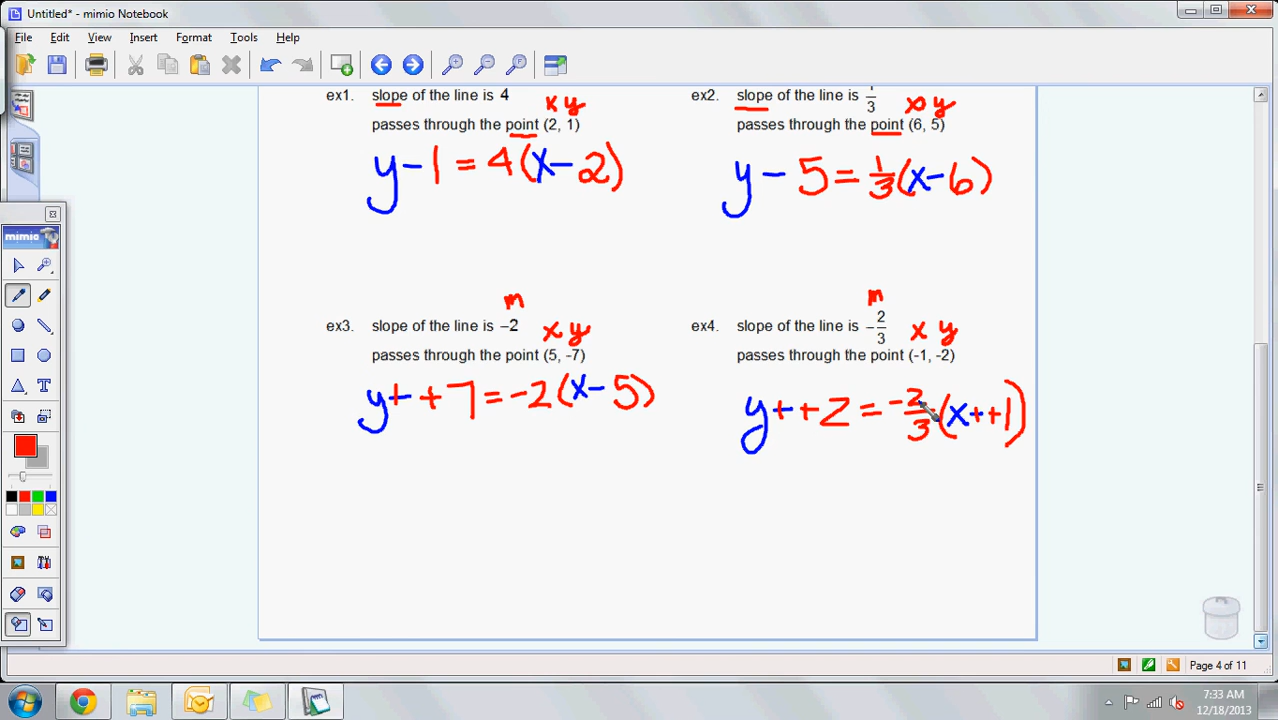 Untitled* - mimio Notebook
File Edit View Insert Format Tools Help
ex1. slope of the line is 4
x y
passes through the point (2, 1)
y - 1 = 4(x - 2)
ex2. slope of the line is 1/3
x y
passes through the point (6, 5)
y - 5 = 1/3(x - 6)
m
ex3. slope of the line is -2
x y
passes through the point (5, -7)
y + + 7 = -2(x - 5)
m
ex4. slope of the line is -2/3
x y
passes through the point (-1, -2)
y + + 2 = -2/3(x + + 1)
mimio
Page 4 of 11
7:33 AM
12/18/2013